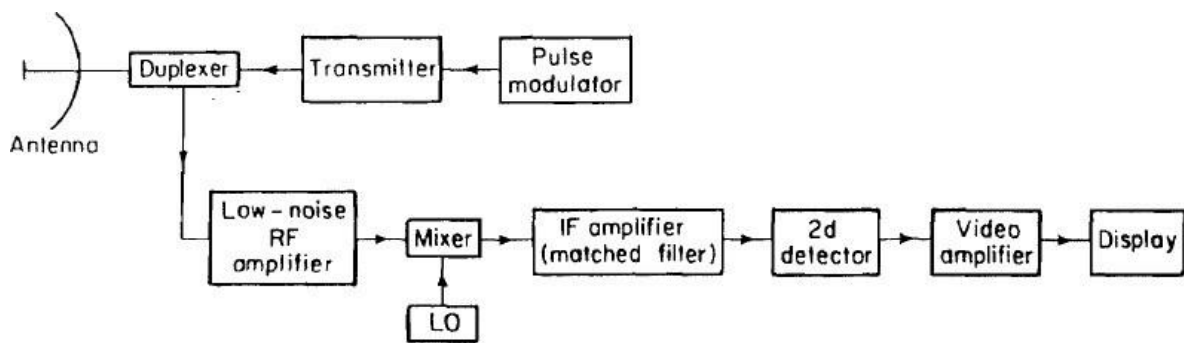 Duplexer
Transmitter
Pulse
modulator
Antenna
Low-noise
RF
amplifier
Mixer
IF amplifier
(matched filter)
2d
detector
Video
amplifier
Display
LO